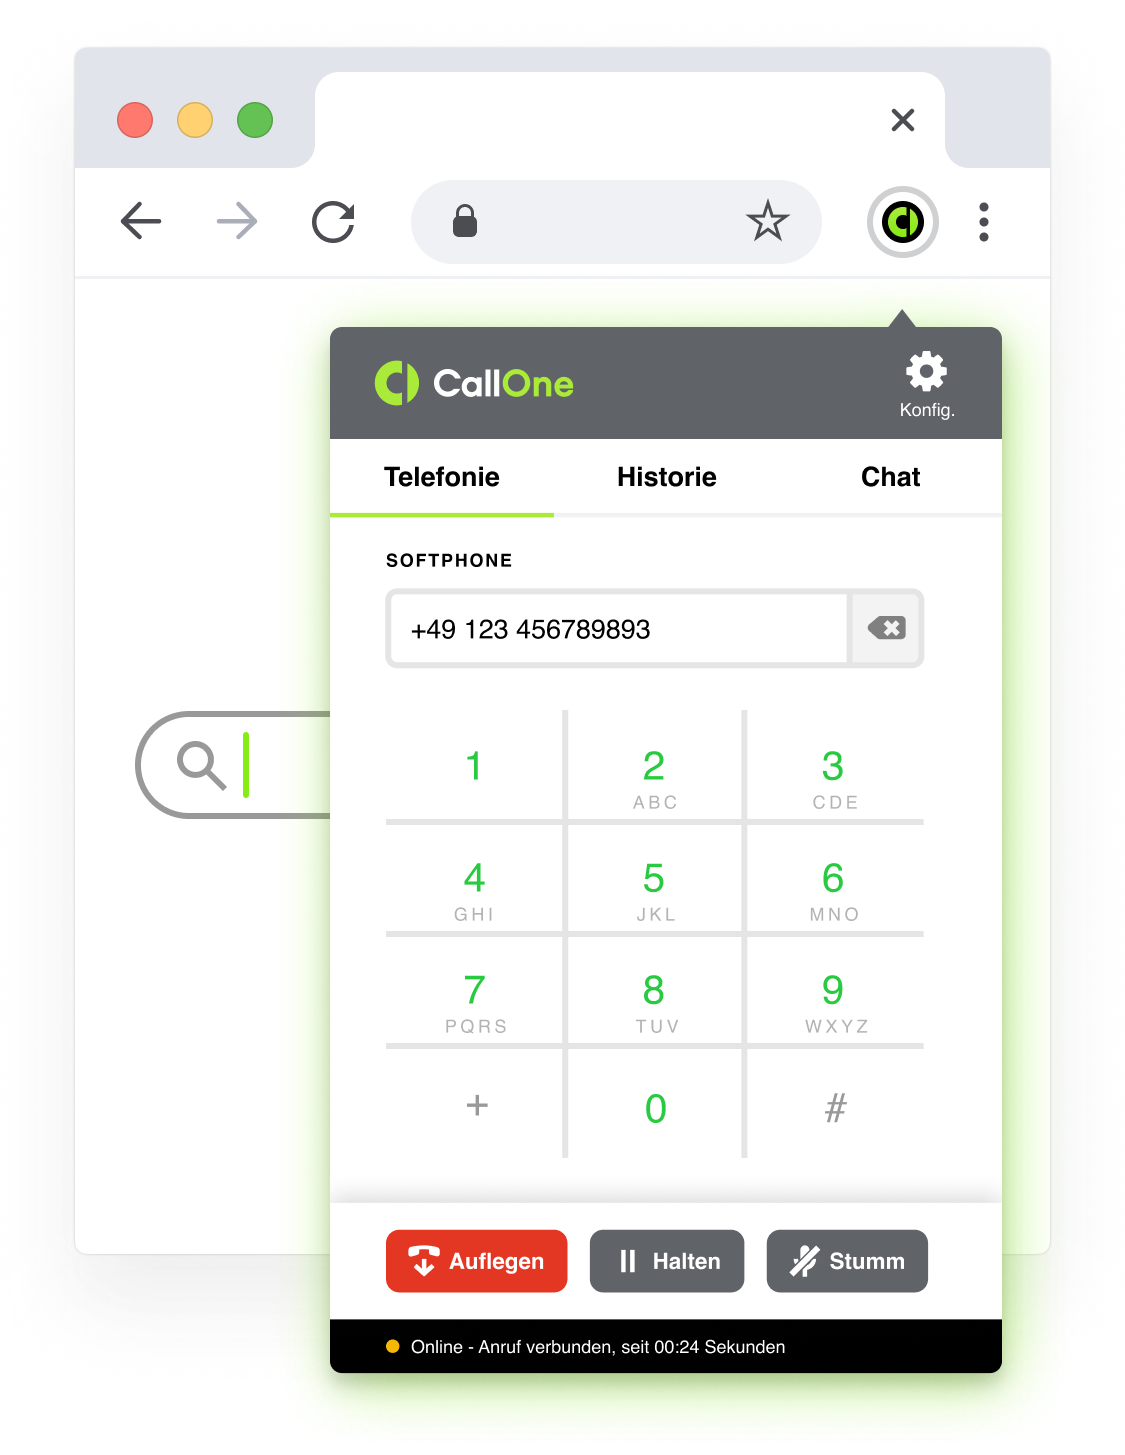 CallOne
Konfig.
Telefonie Historie Chat
SOFTPHONE
+49 123 456789893
1 2 3
ABC CDE
4 5 6
GHI JKL MNO
7 8 9
PQRS TUV WXYZ
+ 0 #
Auflegen Halten Stumm
Online - Anruf verbunden, seit 00:24 Sekunden